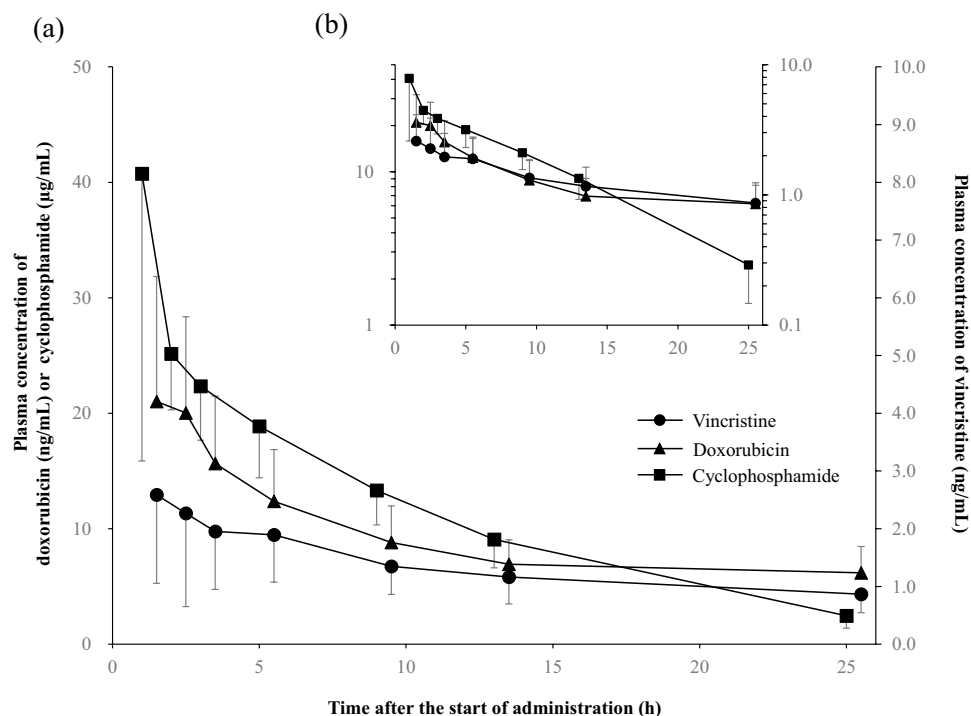 (a)
(b)
Plasma concentration of
doxorubicin (ng/mL) or cyclophosphamide (μg/mL)
50
40
30
20
10
0
10
1
10.0
1.0
0.1
0 5 10 15 20 25
Vincristine
Doxorubicin
Cyclophosphamide
10.0
9.0
8.0
7.0
6.0
5.0
4.0
3.0
2.0
1.0
0.0
Plasma concentration of vincristine (ng/mL)
0 5 10 15 20 25
Time after the start of administration (h)